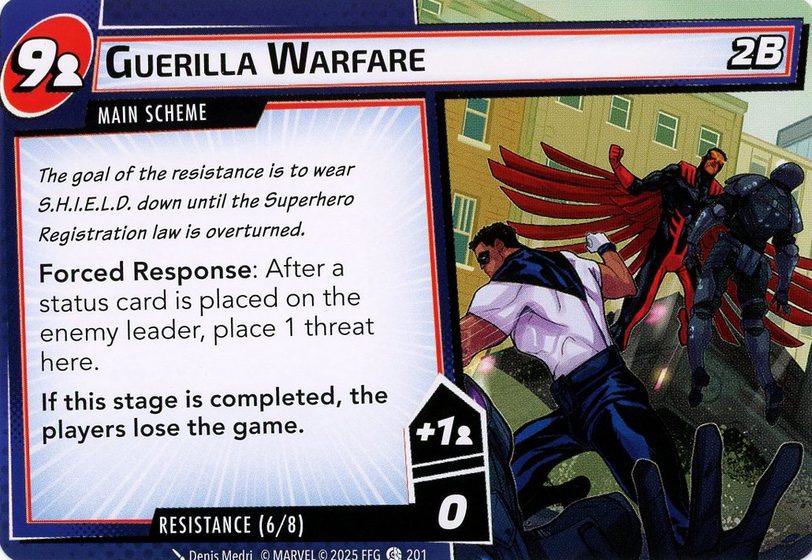 9
GUERILLA WARFARE
2B
MAIN SCHEME
The goal of the resistance is to wear
S.H.I.E.L.D. down until the Superhero
Registration law is overturned.
Forced Response: After a
status card is placed on the
enemy leader, place 1 threat
here.
If this stage is completed, the
players lose the game.
+1
0
RESISTANCE (6/8)
Denis Medri © MARVEL © 2025 FFG 201